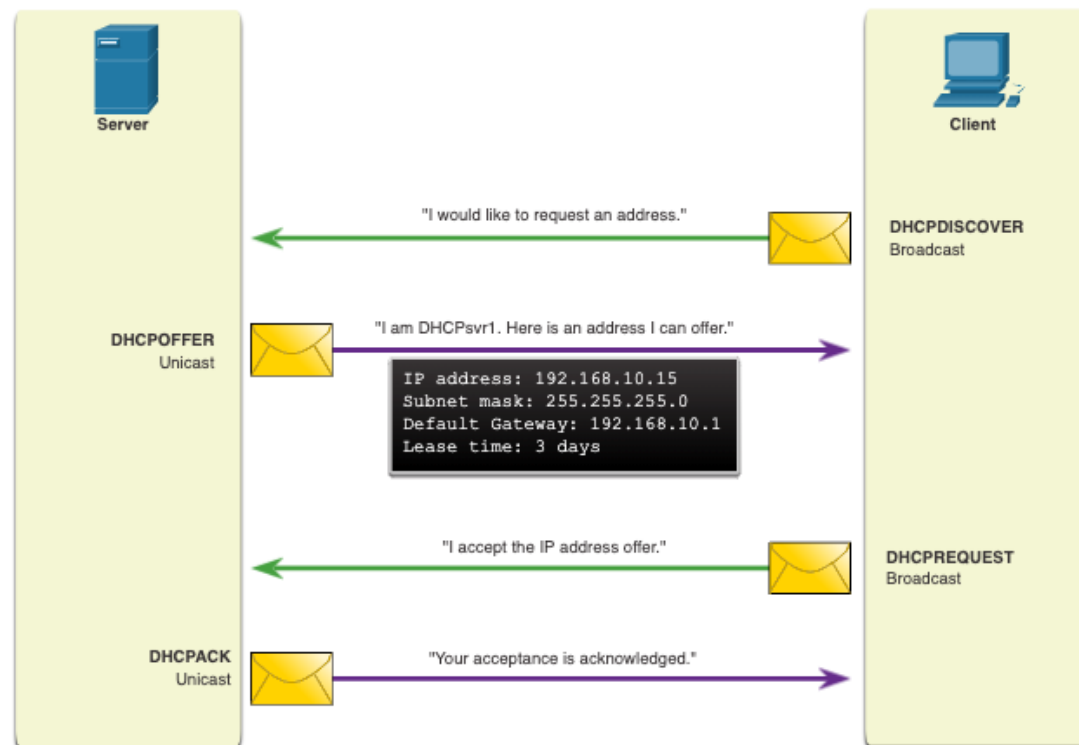 Server
Client
"I would like to request an address."
DHCPDISCOVER
Broadcast
"I am DHCPsvr1. Here is an address I can offer."
DHCPOFFER
Unicast
IP address: 192.168.10.15
Subnet mask: 255.255.255.0
Default Gateway: 192.168.10.1
Lease time: 3 days
"I accept the IP address offer."
DHCPREQUEST
Broadcast
DHCPACK
Unicast
"Your acceptance is acknowledged."